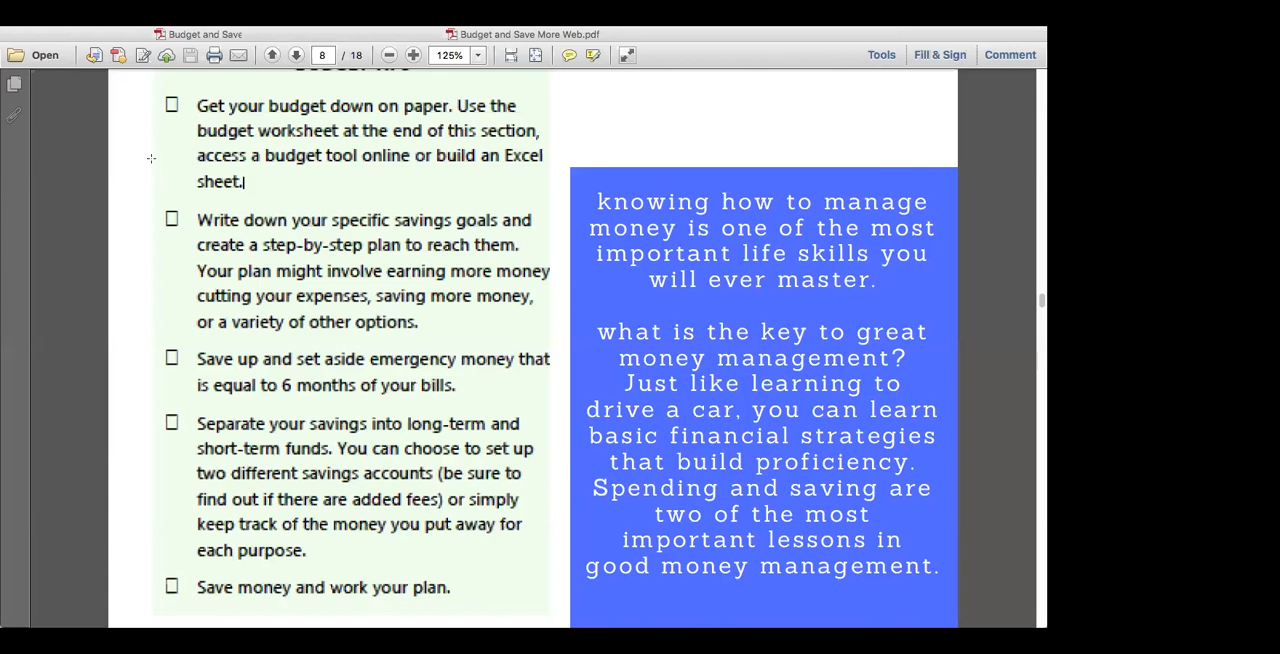 Budget and Save
Budget and Save More Web.pdf
Open
8 / 18
125%
Tools
Fill & Sign
Comment
Get your budget down on paper. Use the
budget worksheet at the end of this section,
access a budget tool online or build an Excel
sheet.
Write down your specific savings goals and
create a step-by-step plan to reach them.
Your plan might involve earning more money
cutting your expenses, saving more money,
or a variety of other options.
Save up and set aside emergency money that
is equal to 6 months of your bills.
Separate your savings into long-term and
short-term funds. You can choose to set up
two different savings accounts (be sure to
find out if there are added fees) or simply
keep track of the money you put away for
each purpose.
Save money and work your plan.
knowing how to manage
money is one of the most
important life skills you
will ever master.
what is the key to great
money management?
Just like learning to
drive a car, you can learn
basic financial strategies
that build proficiency.
Spending and saving are
two of the most
important lessons in
good money management.